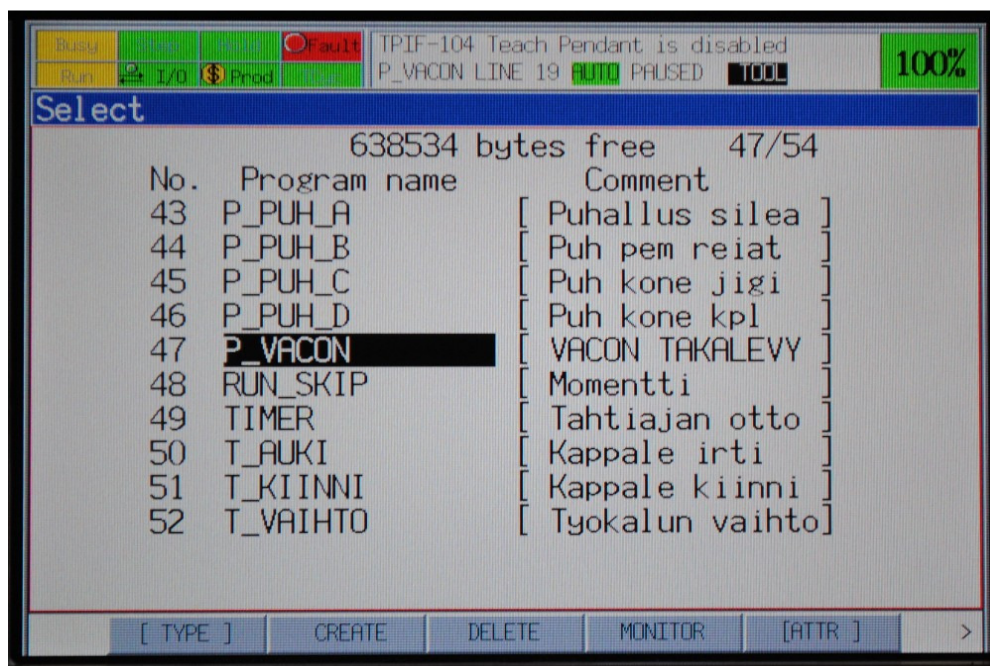 Busy Fault TPIF-104 Teach Pendant is disabled
Run I/O Prod P_VACON LINE 19 AUTO PAUSED TOOL 100%
Select
638534 bytes free 47/54
No. Program name Comment
43 P_PUH_A [ Puhallus silea ]
44 P_PUH_B [ Puh pem reiat ]
45 P_PUH_C [ Puh kone jigi ]
46 P_PUH_D [ Puh kone kpl ]
47 P_VACON [ VACON TAKALEVY ]
48 RUN_SKIP [ Momentti ]
49 TIMER [ Tahtiajan otto ]
50 T_AUKI [ Kappale irti ]
51 T_KIINNI [ Kappale kiinni ]
52 T_VAIHTO [ Tyokalun vaihto]
[ TYPE ] CREATE DELETE MONITOR [ATTR ] >